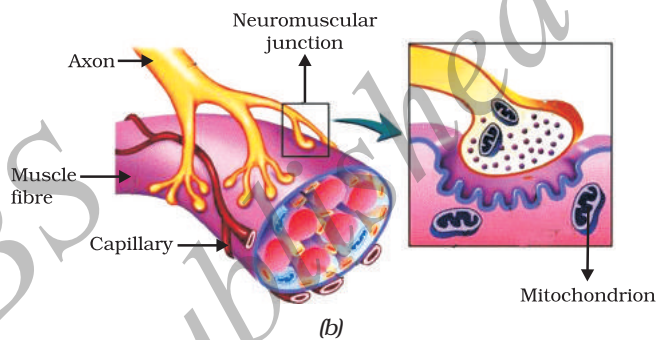 Neuromuscular
junction
Axon
Muscle
fibre
Capillary
Mitochondrion
(b)